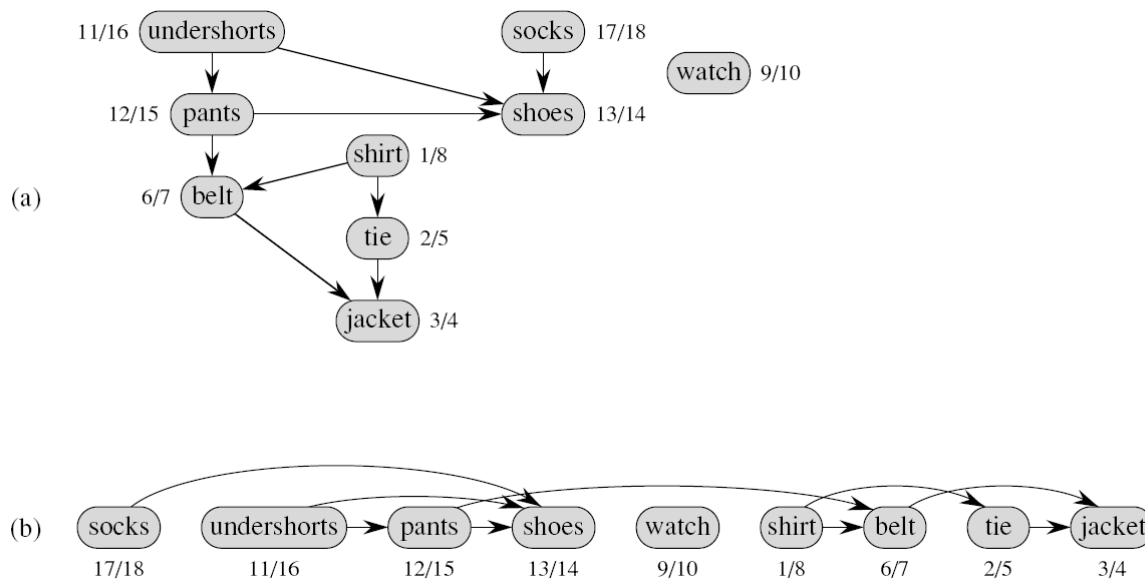 11/16 undershorts socks 17/18
watch 9/10
12/15 pants shoes 13/14
shirt 1/8
(a) 6/7 belt
tie 2/5
jacket 3/4
(b) socks undershorts pants shoes watch shirt belt tie jacket
17/18 11/16 12/15 13/14 9/10 1/8 6/7 2/5 3/4